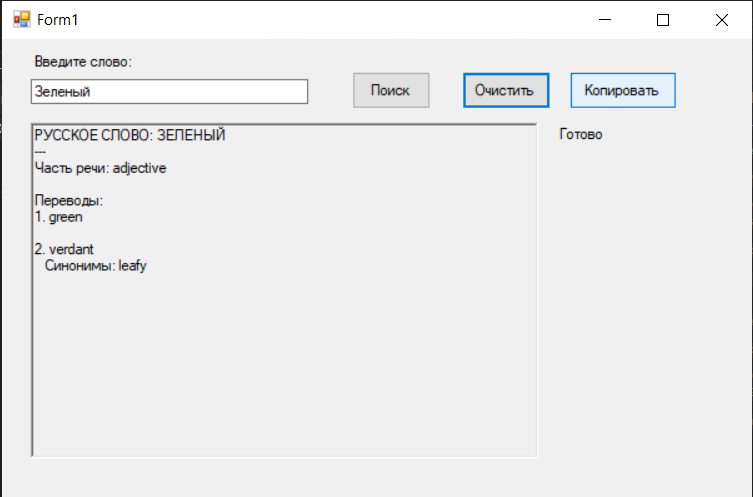 Form1
Введите слово:
Зеленый
Поиск
Очистить
Копировать
РУССКОЕ СЛОВО: ЗЕЛЕНЫЙ
---
Часть речи: adjective
Переводы:
1. green
2. verdant
Синонимы: leafy
Готово